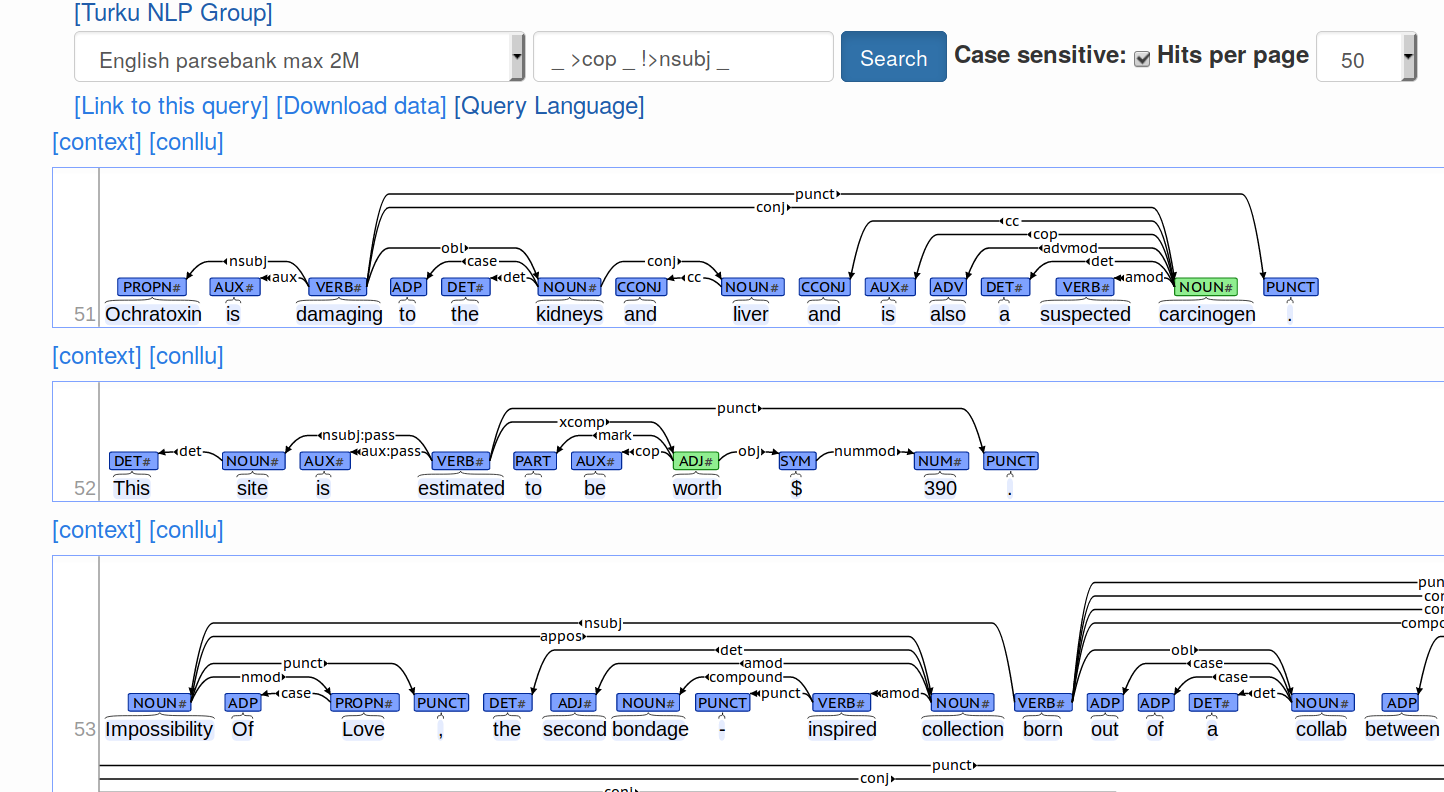 [Turku NLP Group]
English parsebank max 2M _ >cop _ !>nsubj _ Search Case sensitive: Hits per page 50
[Link to this query] [Download data] [Query Language]
[context] [conllu]
punct
conj
cc
cop
obl advmod
nsubj case conj det
aux det cc amod
PROPN# AUX# VERB# ADP DET# NOUN# CCONJ NOUN# CCONJ AUX# ADV DET# VERB# NOUN# PUNCT
51 Ochratoxin is damaging to the kidneys and liver and is also a suspected carcinogen .
[context] [conllu]
punct
xcomp
nsubj:pass mark
det aux:pass cop obj nummod
DET# NOUN# AUX# VERB# PART AUX# ADJ# SYM NUM# PUNCT
52 This site is estimated to be worth $ 390 .
[context] [conllu]
pun
con
con
nsubj compo
appos
det obl
punct amod case
nmod compound case
case punct amod det
NOUN# ADP PROPN# PUNCT DET# ADJ# NOUN# PUNCT VERB# NOUN# VERB# ADP ADP DET# NOUN# ADP
53 Impossibility Of Love , the second bondage - inspired collection born out of a collab between
punct
conj
conj